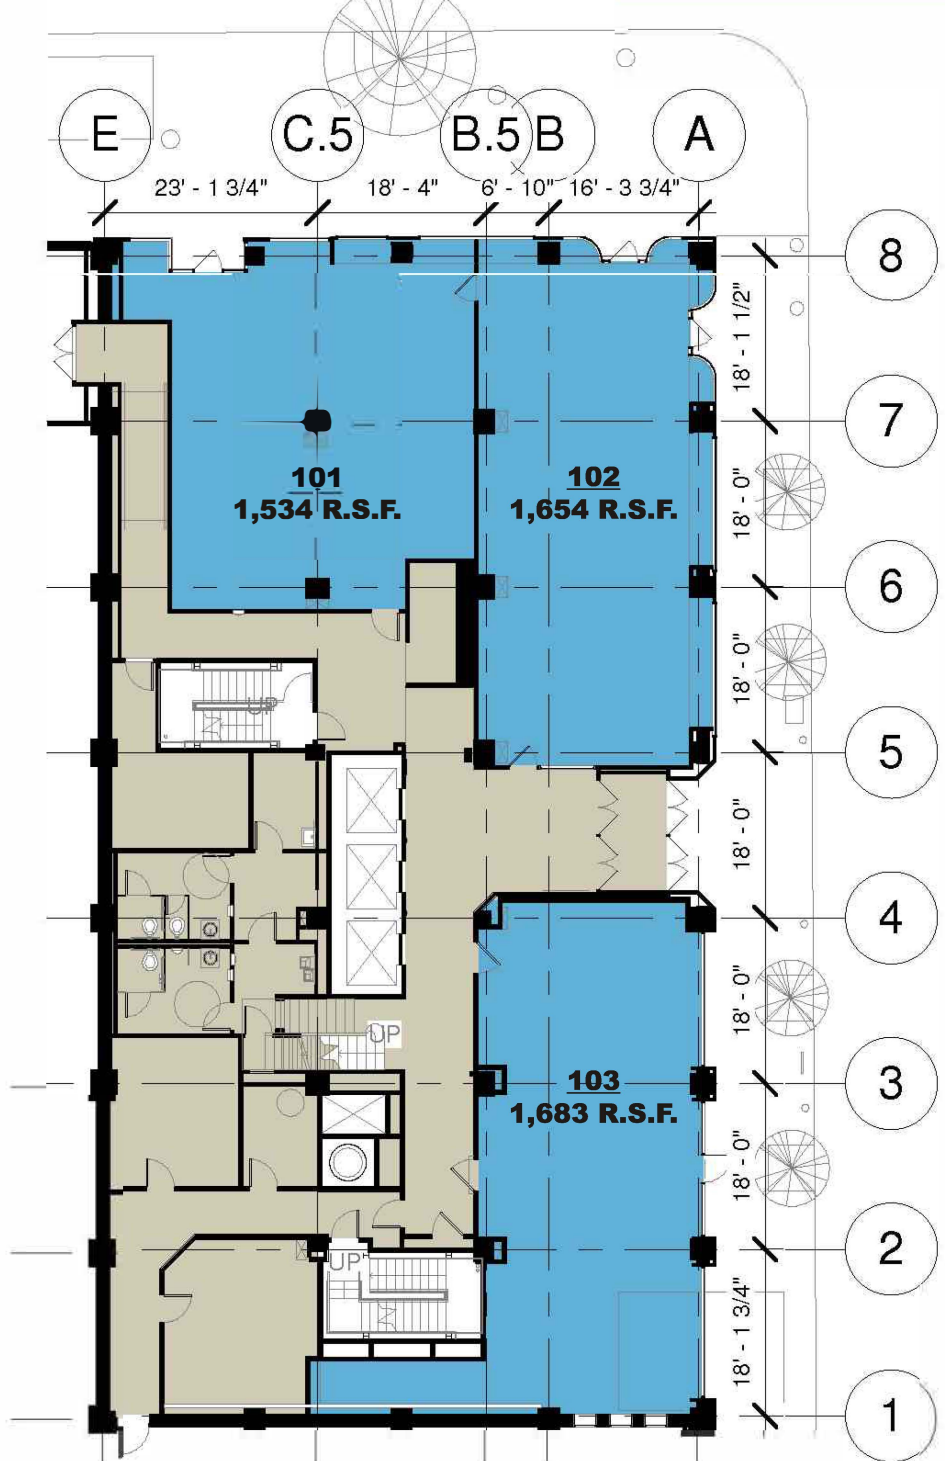 E
C.5
B.5
B
A
23' - 1 3/4"
18' - 4"
6' - 10"
16' - 3 3/4"
8
18' - 1 1/2"
7
101
1,534 R.S.F.
102
1,654 R.S.F.
18' - 0"
6
18' - 0"
UP
5
18' - 0"
4
18' - 0"
UP
3
103
1,683 R.S.F.
18' - 0"
2
UP
18' - 1 3/4"
1